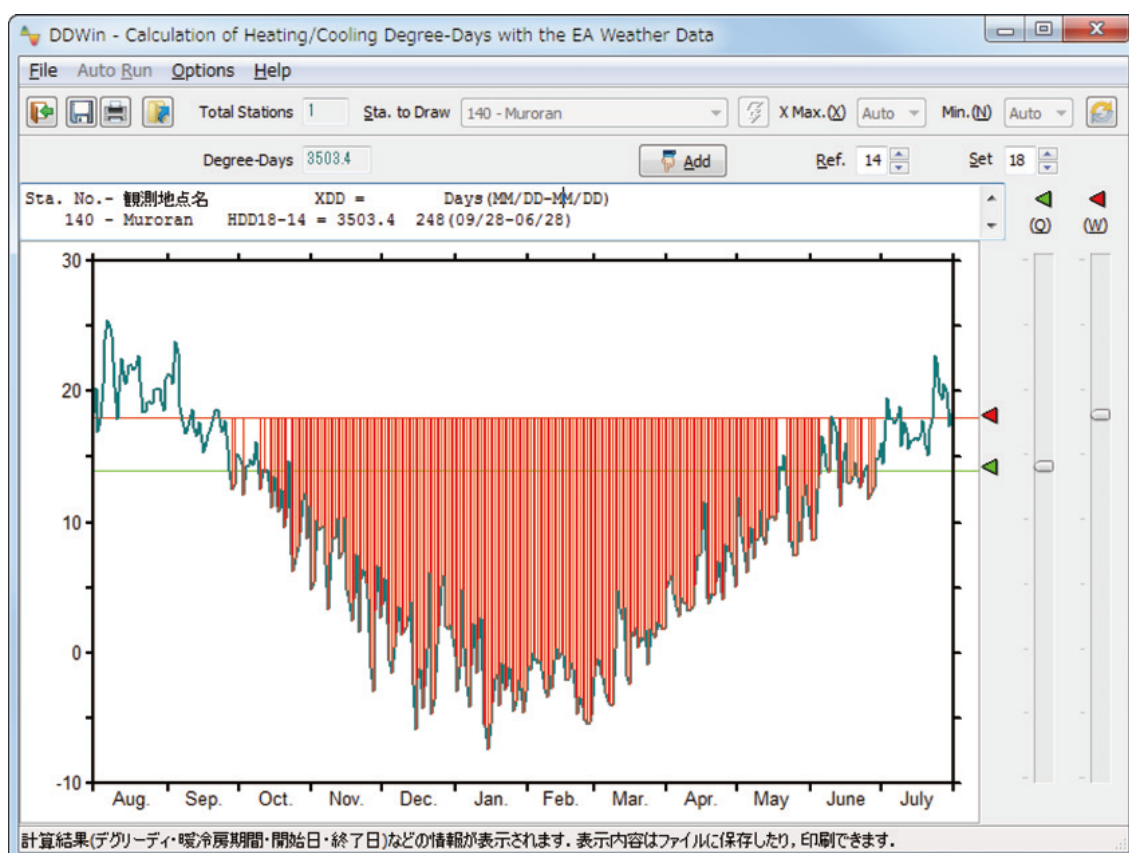 DDWin - Calculation of Heating/Cooling Degree-Days with the EA Weather Data
File Auto Run Options Help
Total Stations 1 Sta. to Draw 140 - Muroran X Max.(X) Auto Min.(N) Auto
Degree-Days 3503.4 Add Ref. 14 Set 18
Sta. No.- 観測地点名 XDD = Days(MM/DD-MM/DD)
140 - Muroran HDD18-14 = 3503.4 248(09/28-06/28)
(Q) (W)
30
20
10
0
-10
Aug. Sep. Oct. Nov. Dec. Jan. Feb. Mar. Apr. May June July
計算結果(デグリーデイ・暖冷房期間・開始日・終了日)などの情報が表示されます. 表示内容はファイルに保存したり, 印刷できます.